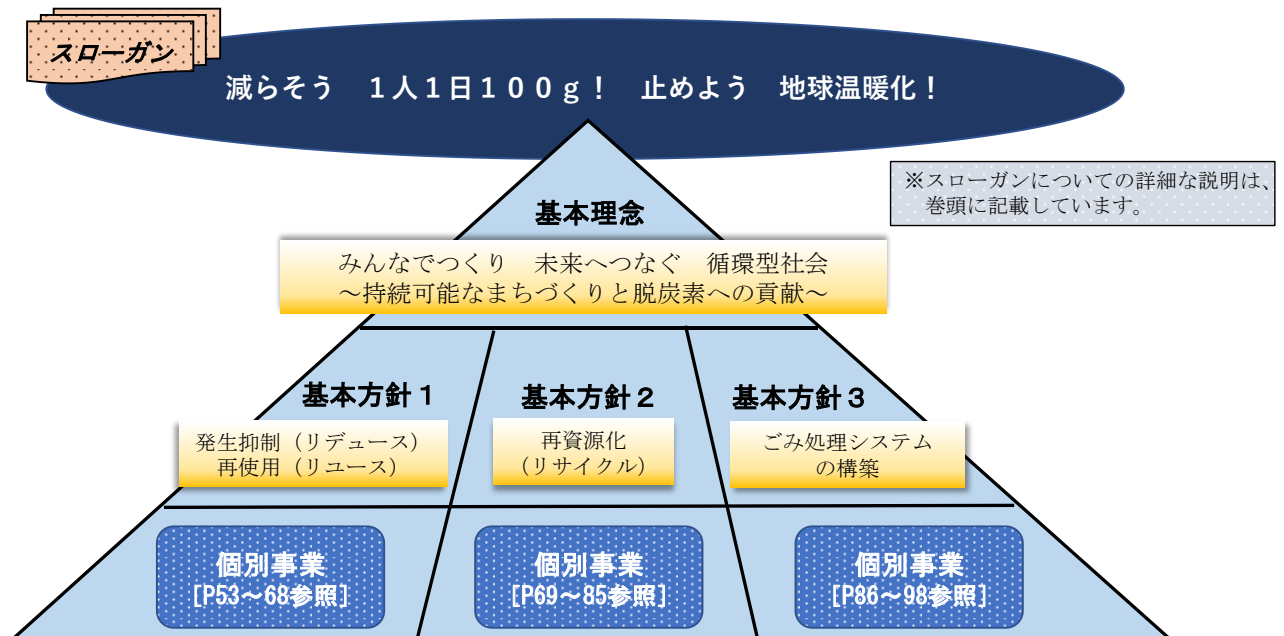 スローガン
減らそう　１人１日１００ｇ！　止めよう　地球温暖化！
※スローガンについての詳細な説明は、
巻頭に記載しています。
基本理念
みんなでつくり　未来へつなぐ　循環型社会
～持続可能なまちづくりと脱炭素への貢献～
基本方針１
発生抑制（リデュース）
再使用（リユース）
基本方針２
再資源化
（リサイクル）
基本方針３
ごみ処理システム
の構築
個別事業
[P53～68参照]
個別事業
[P69～85参照]
個別事業
[P86～98参照]